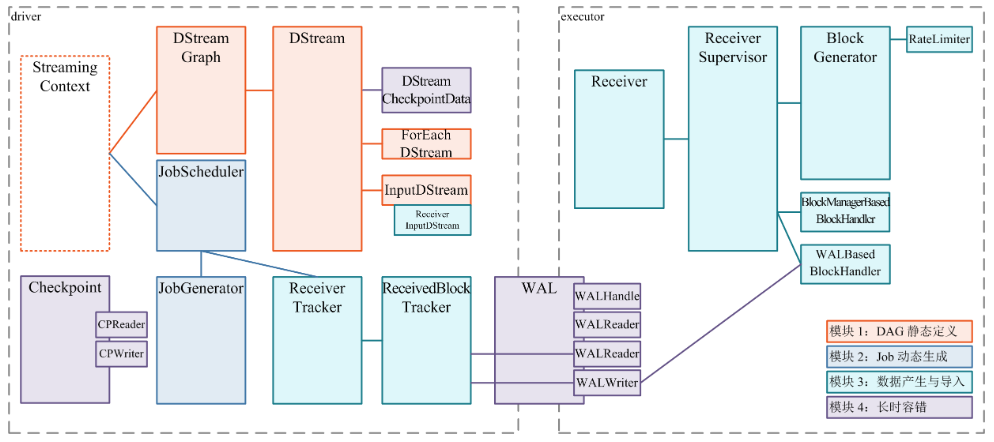 driver
Streaming
Context
DStream
Graph
DStream
DStream
CheckpointData
ForEach
DStream
InputDStream
Receiver
InputDStream
JobScheduler
Checkpoint
CPReader
CPWriter
JobGenerator
Receiver
Tracker
ReceivedBlock
Tracker
WAL
WALHandle
WALReader
WALReader
WALWriter
executor
Receiver
Receiver
Supervisor
Block
Generator
RateLimiter
BlockManagerBased
BlockHandler
WALBased
BlockHandler
模块 1：DAG 静态定义
模块 2：Job 动态生成
模块 3：数据产生与导入
模块 4：长时容错